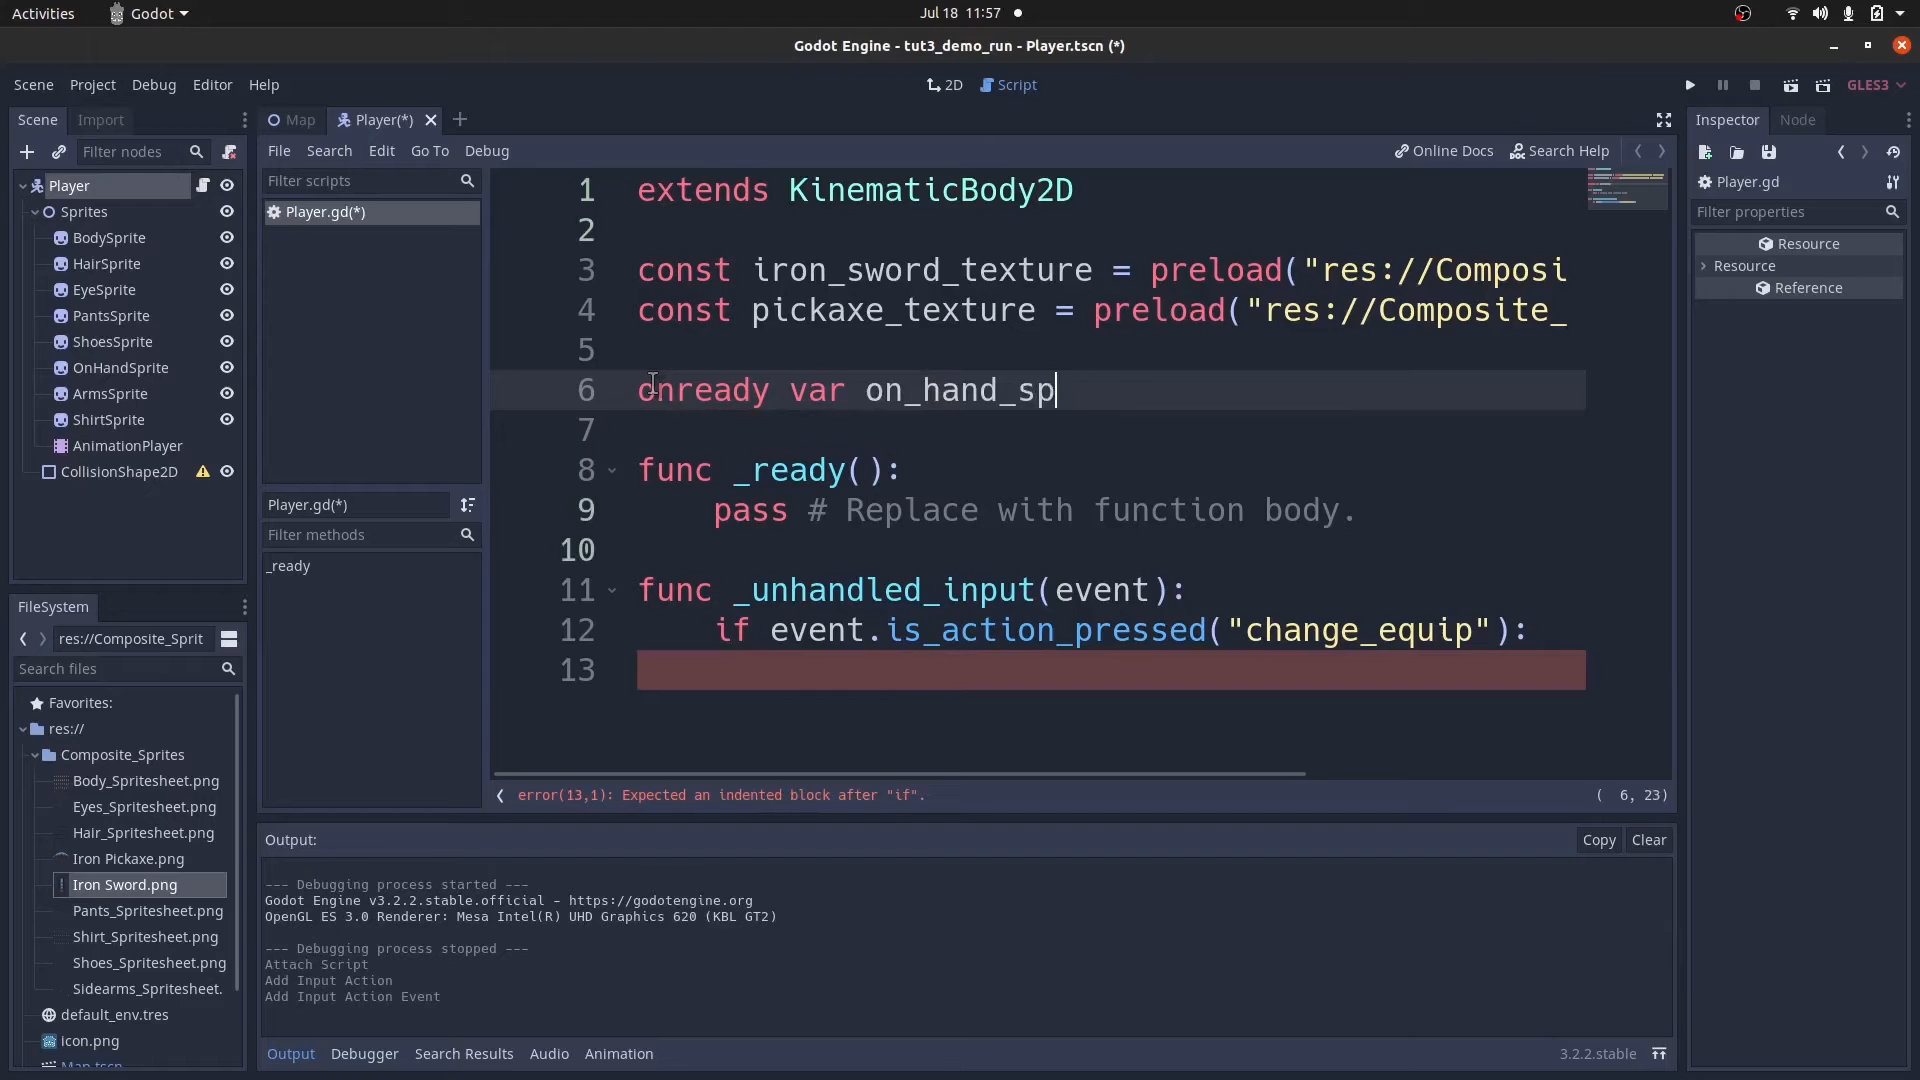 Activities Godot Jul 18 11:57
Godot Engine - tut3_demo_run - Player.tscn (*)
Scene Project Debug Editor Help 2D Script GLES3
Scene Import
Filter nodes
Player
Sprites
BodySprite
HairSprite
EyeSprite
PantsSprite
ShoesSprite
OnHandSprite
ArmsSprite
ShirtSprite
AnimationPlayer
CollisionShape2D
FileSystem
res://Composite_Sprit
Search files
Favorites:
res://
Composite_Sprites
Body_Spritesheet.png
Eyes_Spritesheet.png
Hair_Spritesheet.png
Iron Pickaxe.png
Iron Sword.png
Pants_Spritesheet.png
Shirt_Spritesheet.png
Shoes_Spritesheet.png
Sidearms_Spritesheet.
default_env.tres
icon.png
Map.tscn
Map Player(*)
File Search Edit Go To Debug Online Docs Search Help
Filter scripts
Player.gd(*)
Player.gd(*)
Filter methods
_ready
1 extends KinematicBody2D
2
3 const iron_sword_texture = preload("res://Composi
4 const pickaxe_texture = preload("res://Composite_
5
6 onready var on_hand_sp
7
8 func _ready():
9 pass # Replace with function body.
10
11 func _unhandled_input(event):
12 if event.is_action_pressed("change_equip"):
13
error(13,1): Expected an indented block after "if". ( 6, 23)
Output: Copy Clear
--- Debugging process started ---
Godot Engine v3.2.2.stable.official - https://godotengine.org
OpenGL ES 3.0 Renderer: Mesa Intel(R) UHD Graphics 620 (KBL GT2)
--- Debugging process stopped ---
Attach Script
Add Input Action
Add Input Action Event
Output Debugger Search Results Audio Animation 3.2.2.stable
Inspector Node
Player.gd
Filter properties
Resource
Resource
Reference